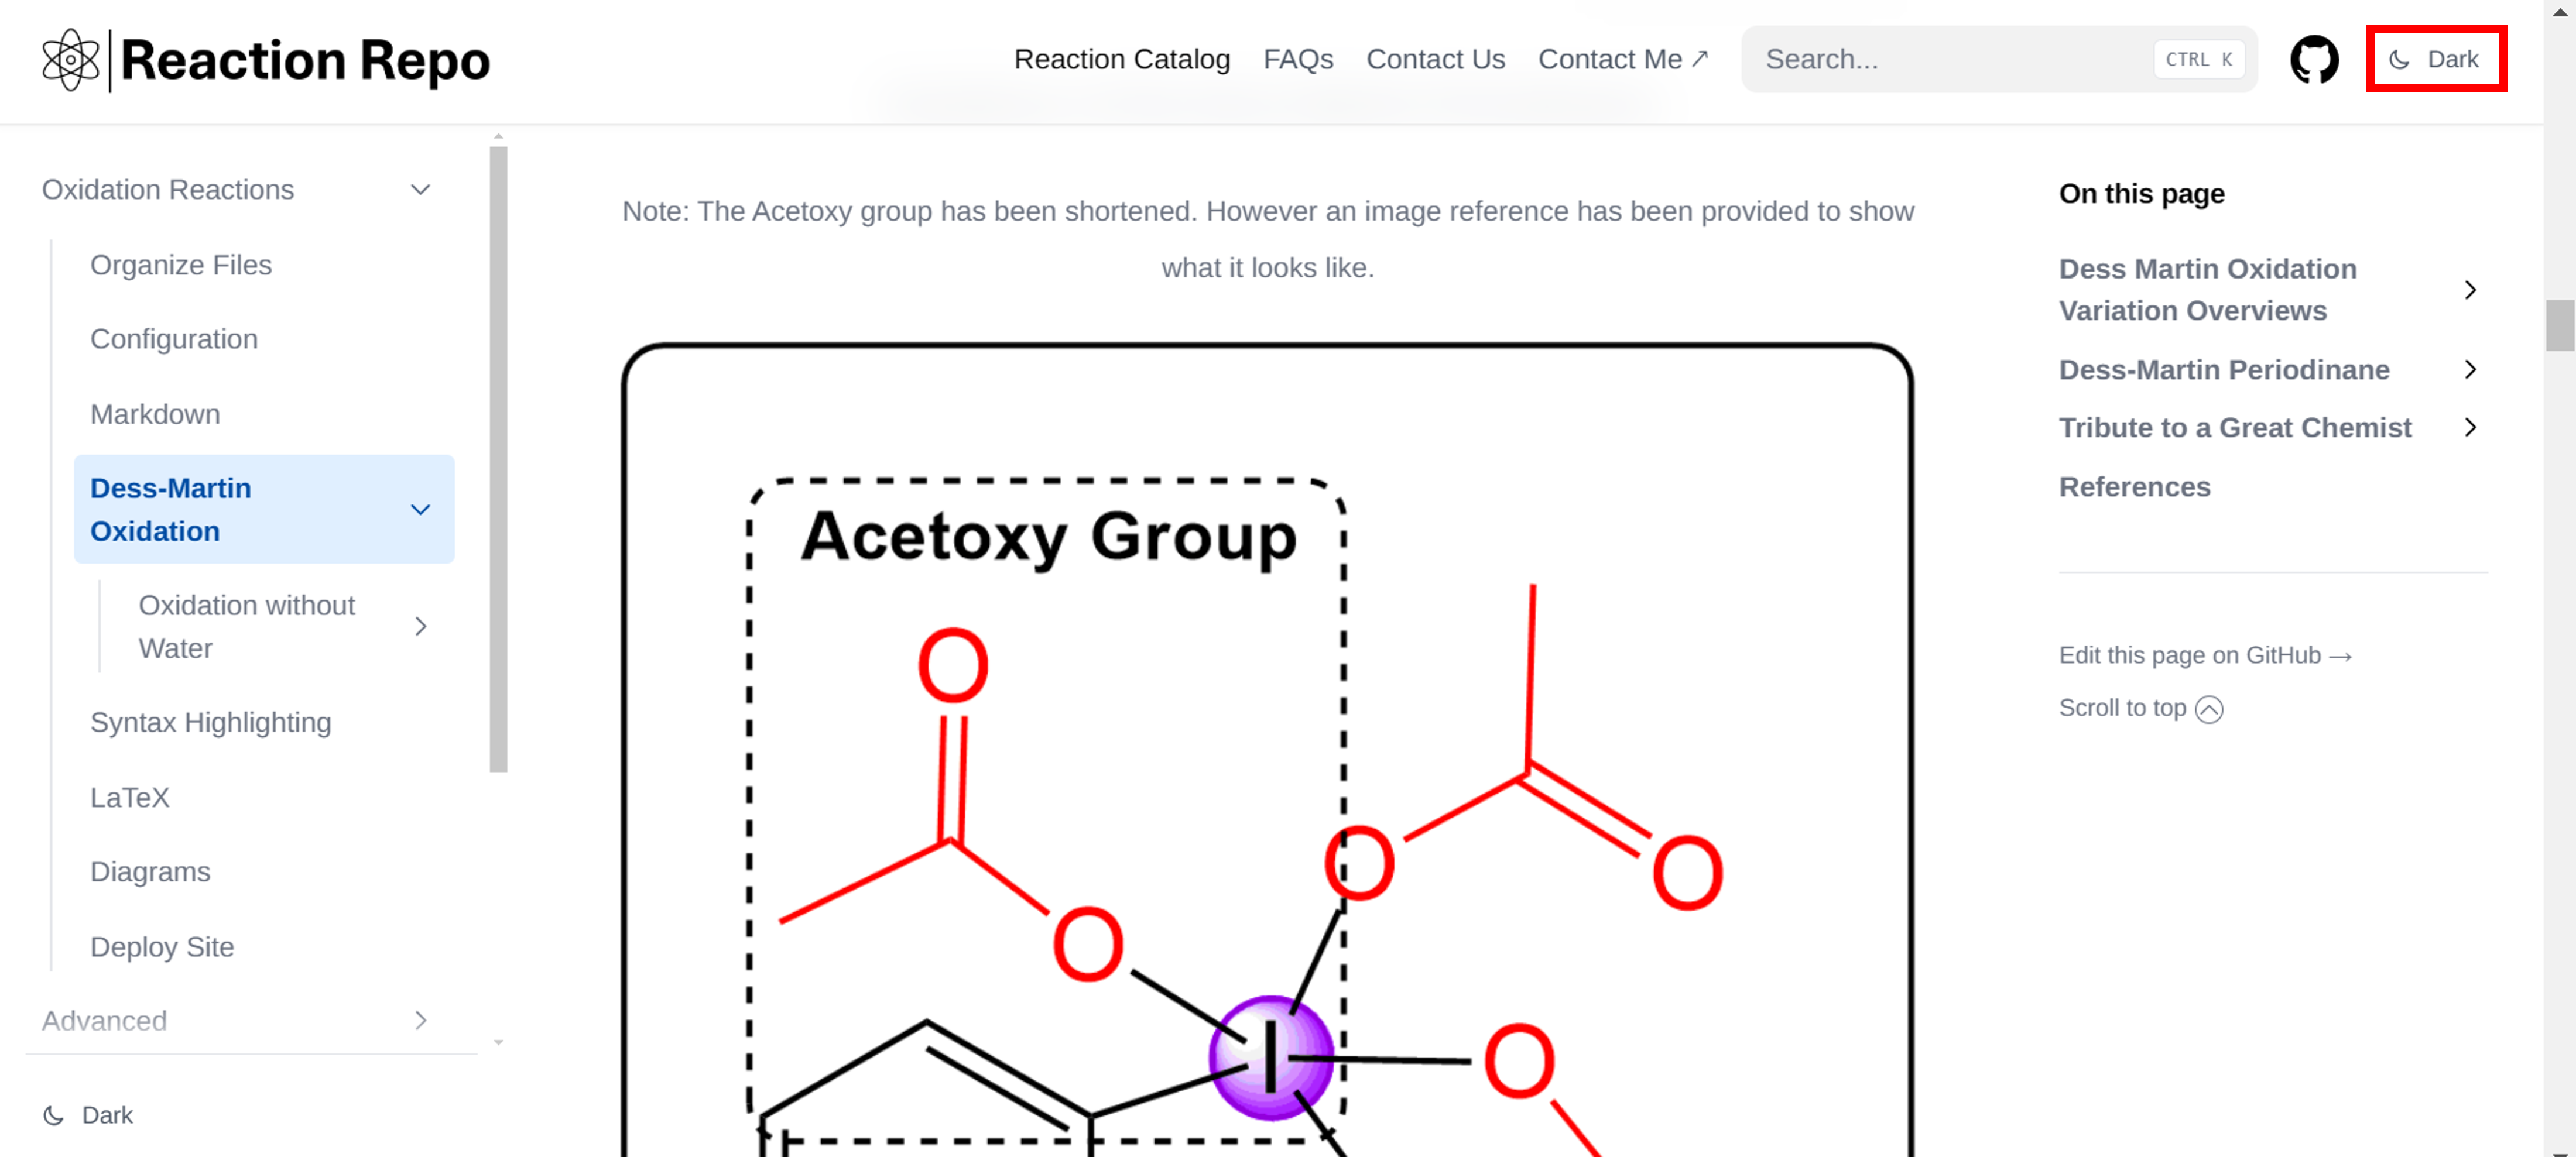 Reaction Repo
Reaction Catalog FAQs Contact Us Contact Me ↗ Search... CTRL K Dark
Oxidation Reactions
Organize Files
Configuration
Markdown
Dess-Martin
Oxidation
Oxidation without
Water
Syntax Highlighting
LaTeX
Diagrams
Deploy Site
Advanced
Dark
Note: The Acetoxy group has been shortened. However an image reference has been provided to show
what it looks like.
Acetoxy Group
O
O
O
O
I
O
On this page
Dess Martin Oxidation
Variation Overviews
Dess-Martin Periodinane
Tribute to a Great Chemist
References
Edit this page on GitHub →
Scroll to top